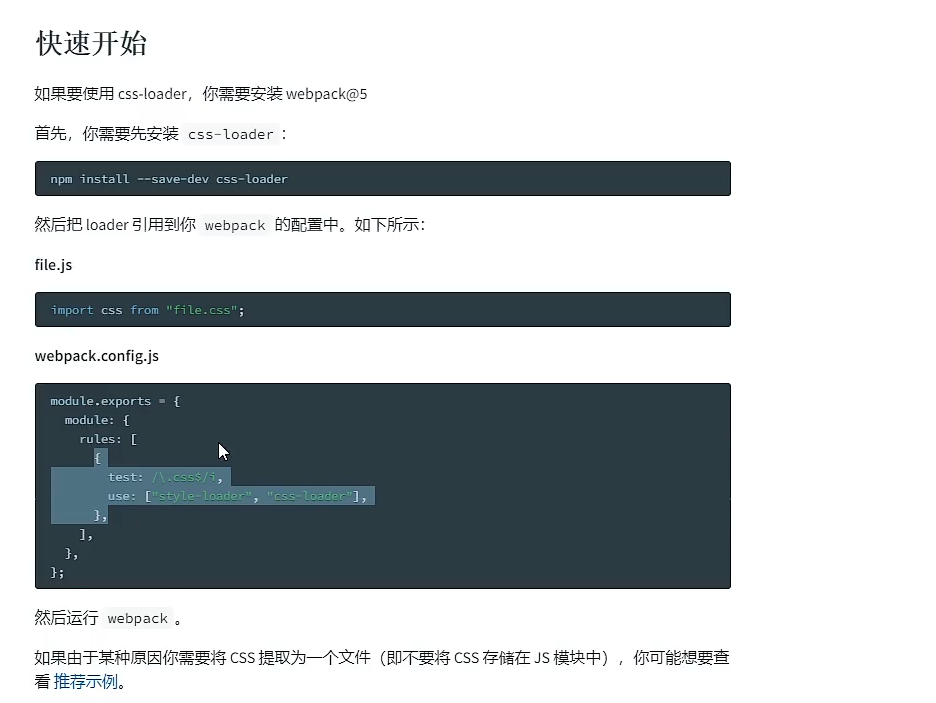 快速开始
如果要使用 css-loader，你需要安装 webpack@5
首先，你需要先安装 css-loader：
npm install --save-dev css-loader
然后把 loader 引用到你 webpack 的配置中。如下所示：
file.js
import css from "file.css";
webpack.config.js
module.exports = {
  module: {
    rules: [
      {
        test: /\.css$/i,
        use: ["style-loader", "css-loader"],
      },
    ],
  },
};
然后运行 webpack。
如果由于某种原因你需要将 CSS 提取为一个文件（即不要将 CSS 存储在 JS 模块中），你可能想要查
看 推荐示例。